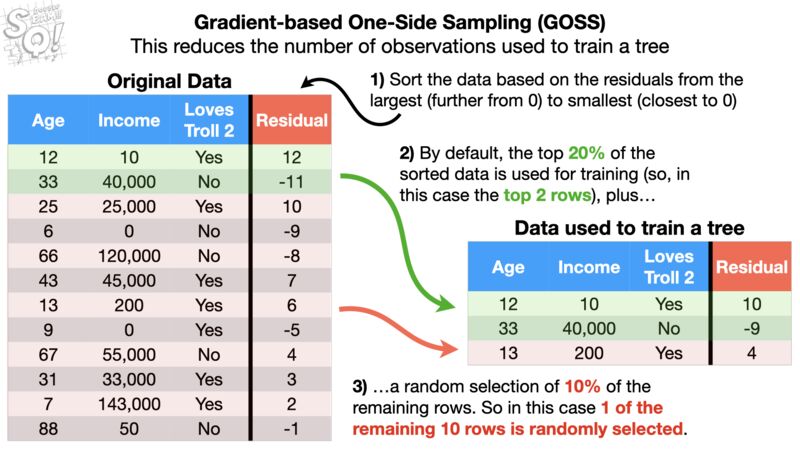 STATQUEST!
Gradient-based One-Side Sampling (GOSS)
This reduces the number of observations used to train a tree
Original Data
Age Income Loves Troll 2 Residual
12 10 Yes 12
33 40,000 No -11
25 25,000 Yes 10
6 0 No -9
66 120,000 No -8
43 45,000 Yes 7
13 200 Yes 6
9 0 Yes -5
67 55,000 No 4
31 33,000 Yes 3
7 143,000 Yes 2
88 50 No -1
1) Sort the data based on the residuals from the
largest (further from 0) to smallest (closest to 0)
2) By default, the top 20% of the
sorted data is used for training (so, in
this case the top 2 rows), plus…
Data used to train a tree
Age Income Loves Troll 2 Residual
12 10 Yes 10
33 40,000 No -9
13 200 Yes 4
3) …a random selection of 10% of the
remaining rows. So in this case 1 of the
remaining 10 rows is randomly selected.